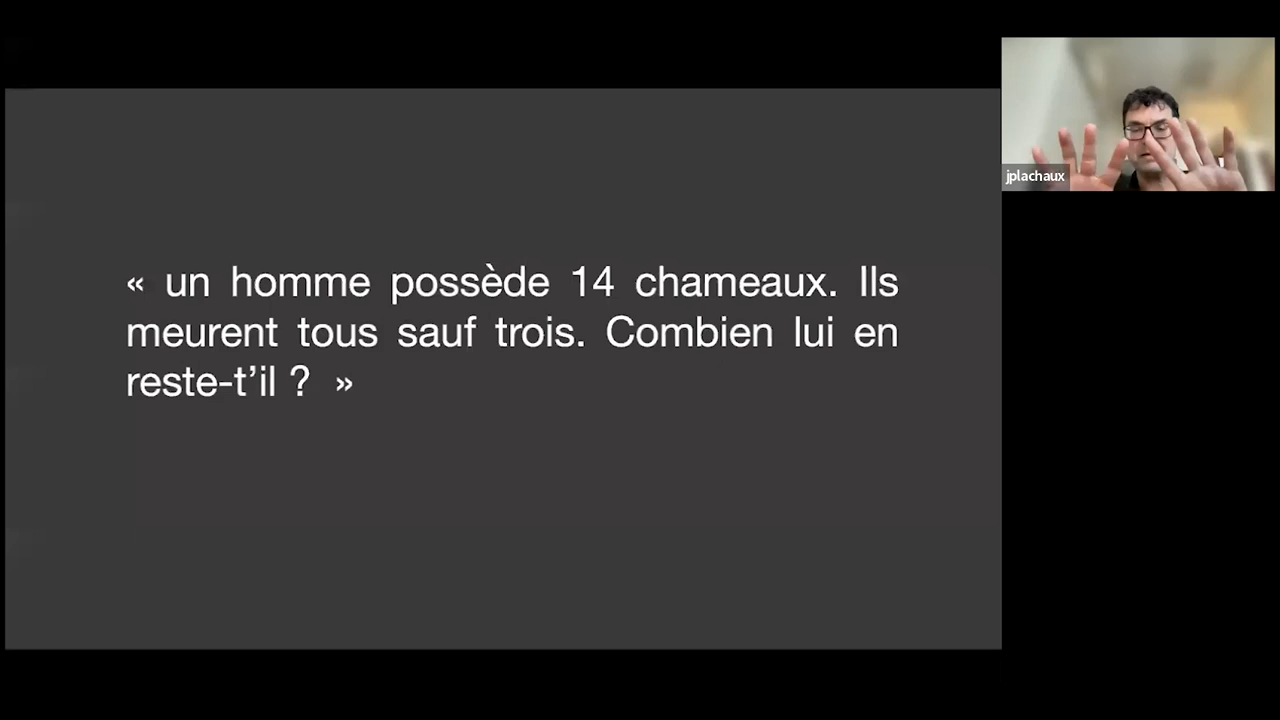 « un homme possède 14 chameaux. Ils
meurent tous sauf trois. Combien lui en
reste-t’il ? »
jplachaux